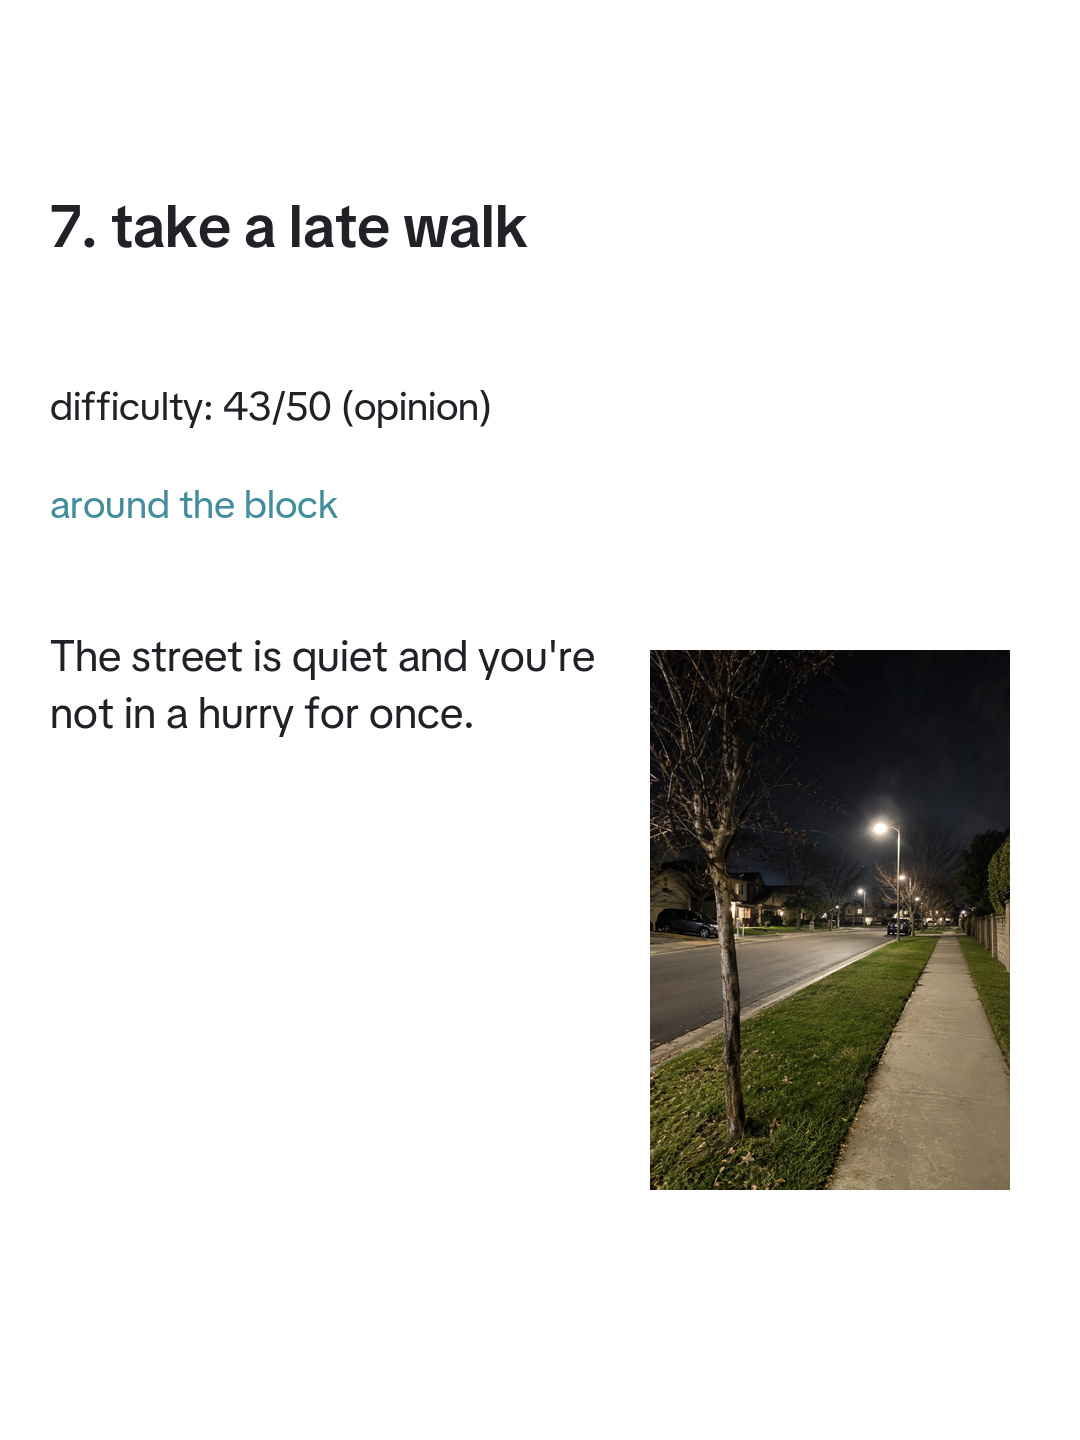 7. take a late walk
difficulty: 43/50 (opinion)
around the block
The street is quiet and you're
not in a hurry for once.